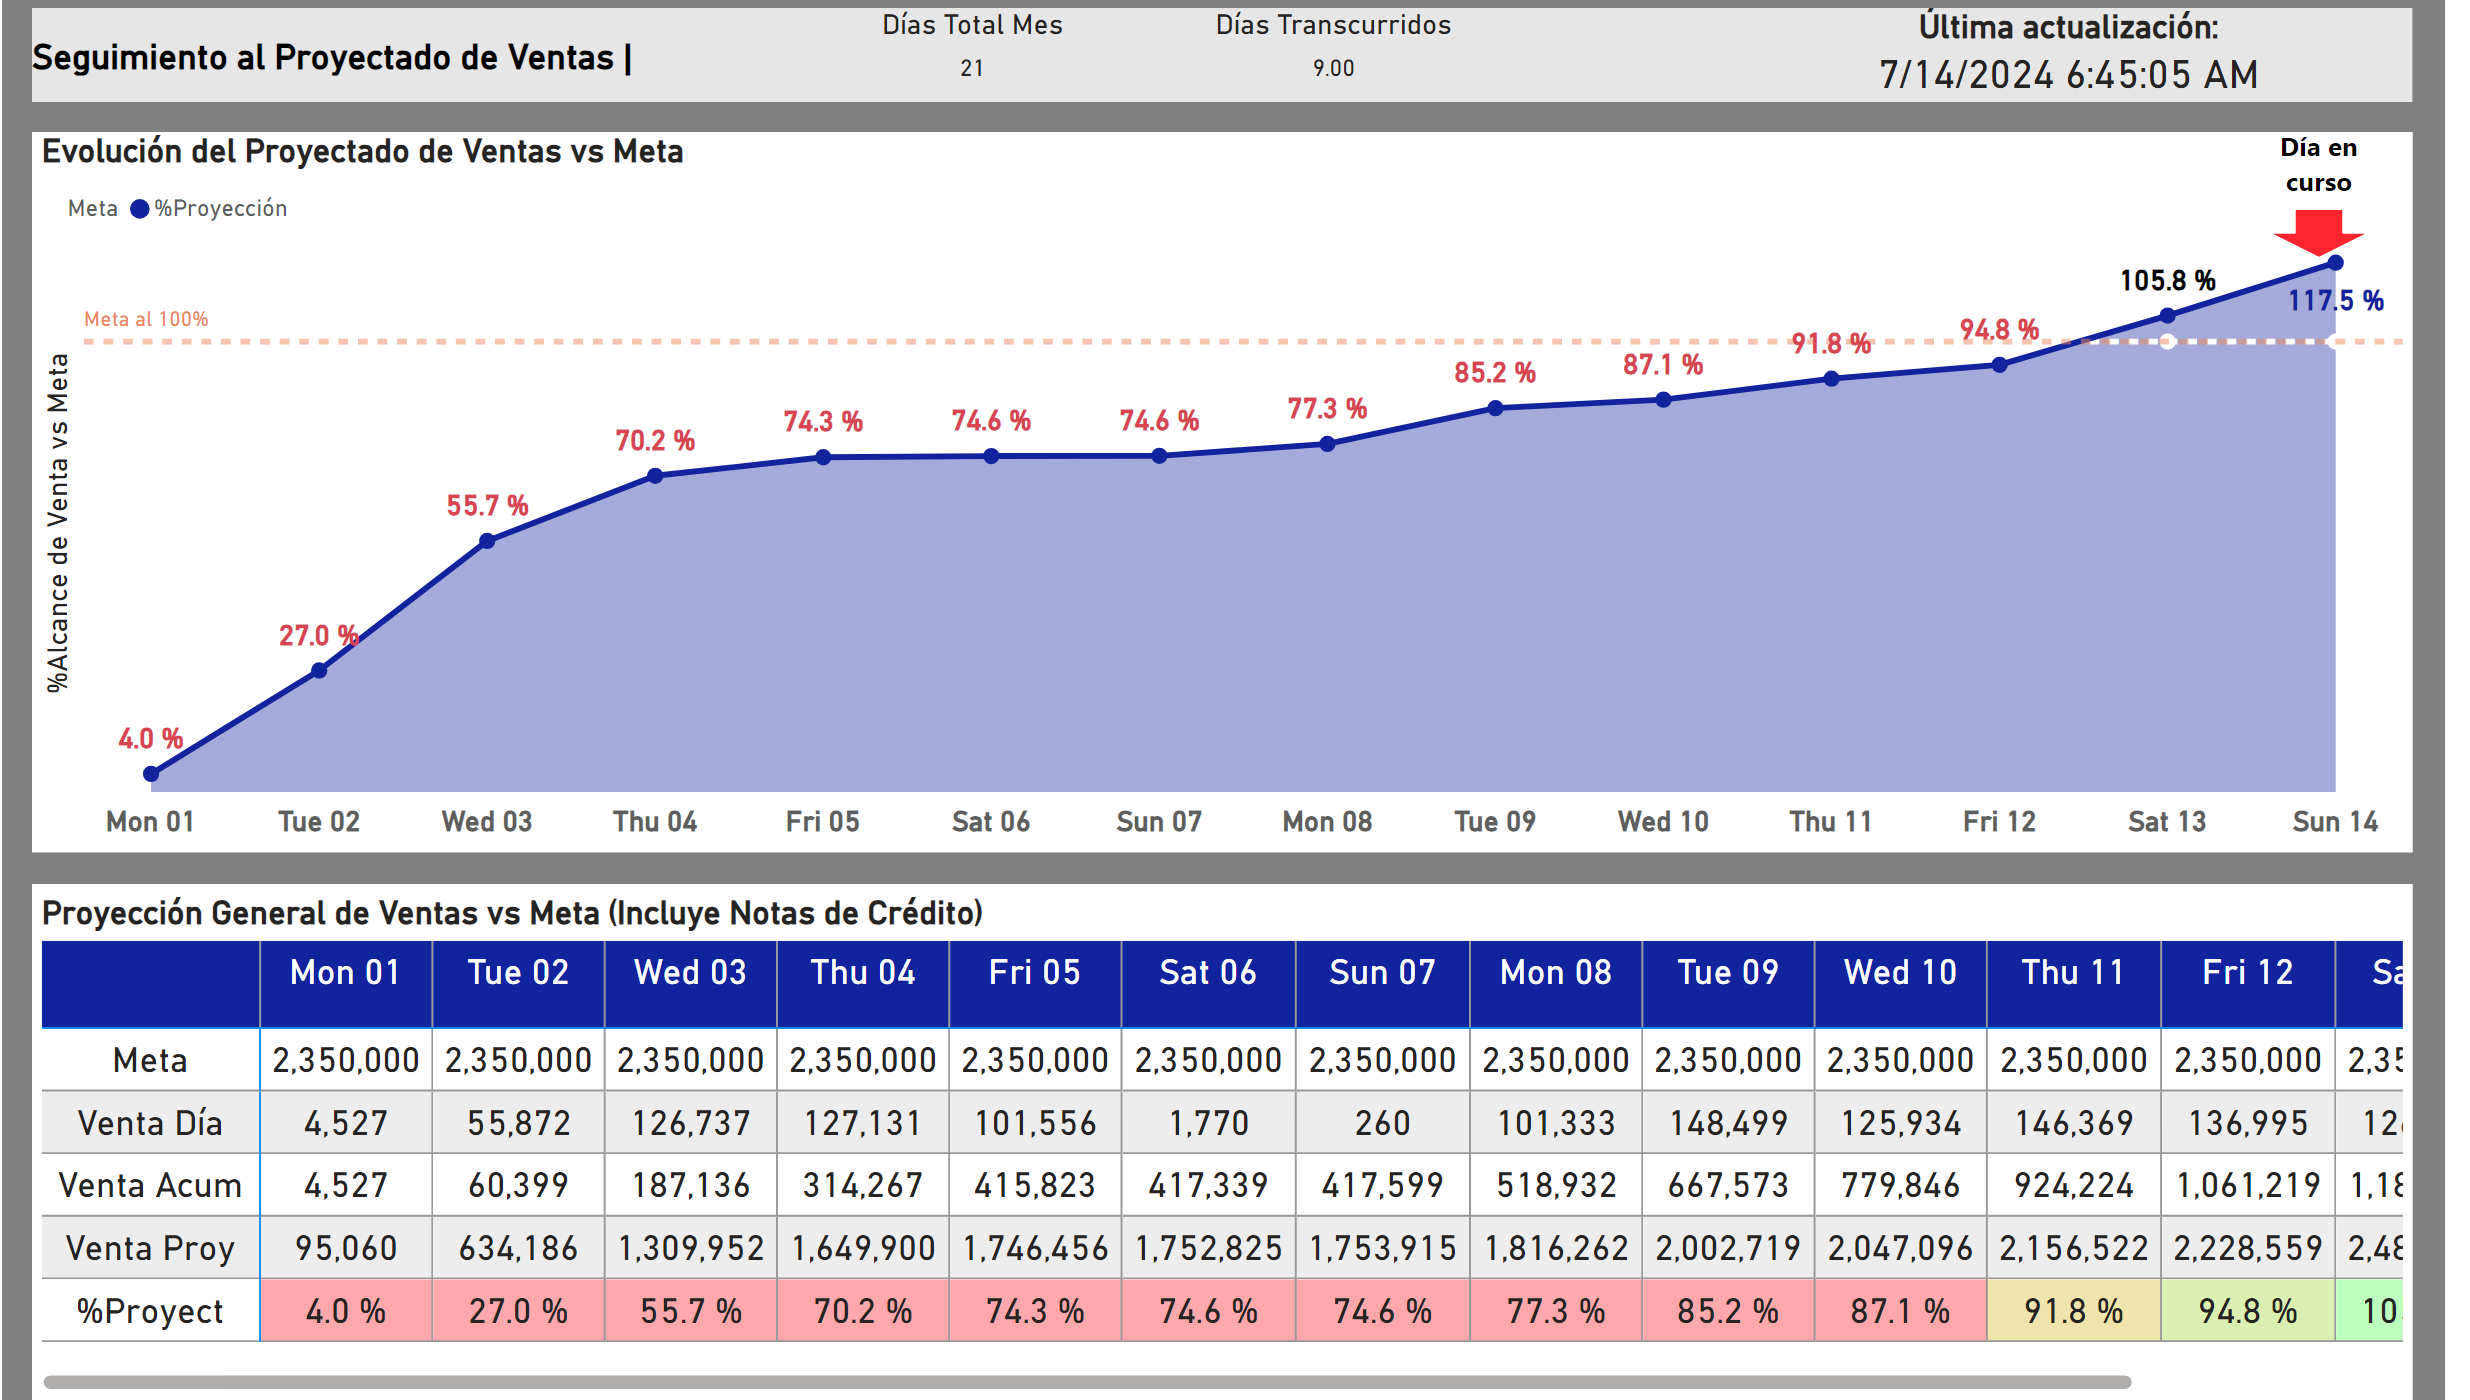 Días Total Mes Días Transcurridos Última actualización:
Seguimiento al Proyectado de Ventas | 21 9.00 7/14/2024 6:45:05 AM
Evolución del Proyectado de Ventas vs Meta
Día en
curso
Meta %Proyección
Meta al 100%
%Alcance de Venta vs Meta
4.0 % 27.0 % 55.7 % 70.2 % 74.3 % 74.6 % 74.6 % 77.3 % 85.2 % 87.1 % 91.8 % 94.8 % 105.8 % 117.5 %
Mon 01 Tue 02 Wed 03 Thu 04 Fri 05 Sat 06 Sun 07 Mon 08 Tue 09 Wed 10 Thu 11 Fri 12 Sat 13 Sun 14
Proyección General de Ventas vs Meta (Incluye Notas de Crédito)
Mon 01 Tue 02 Wed 03 Thu 04 Fri 05 Sat 06 Sun 07 Mon 08 Tue 09 Wed 10 Thu 11 Fri 12
Meta 2,350,000 2,350,000 2,350,000 2,350,000 2,350,000 2,350,000 2,350,000 2,350,000 2,350,000 2,350,000 2,350,000 2,350,000
Venta Día 4,527 55,872 126,737 127,131 101,556 1,770 260 101,333 148,499 125,934 146,369 136,995
Venta Acum 4,527 60,399 187,136 314,267 415,823 417,339 417,599 518,932 667,573 779,846 924,224 1,061,219
Venta Proy 95,060 634,186 1,309,952 1,649,900 1,746,456 1,752,825 1,753,915 1,816,262 2,002,719 2,047,096 2,156,522 2,228,559
%Proyect 4.0 % 27.0 % 55.7 % 70.2 % 74.3 % 74.6 % 74.6 % 77.3 % 85.2 % 87.1 % 91.8 % 94.8 %